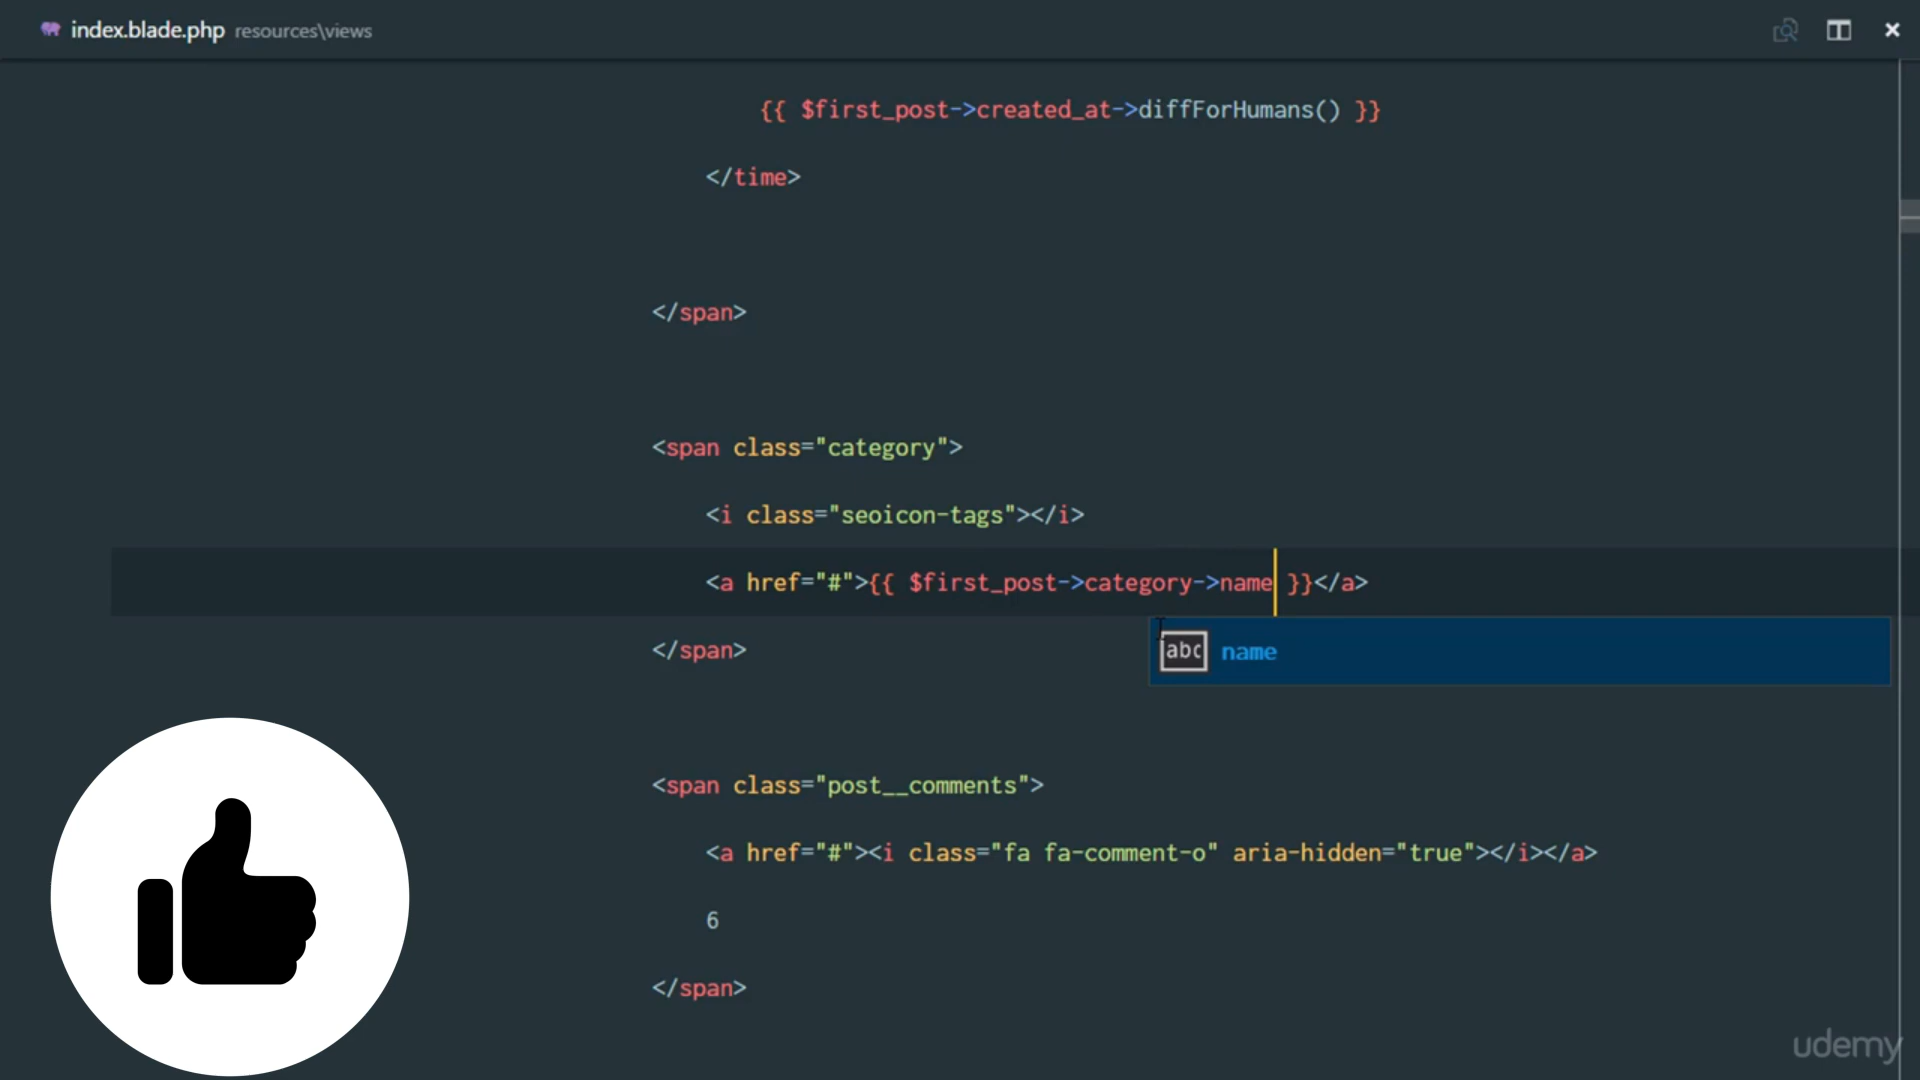 index.blade.php resources\views
{{ $first_post->created_at->diffForHumans() }}
</time>
</span>
<span class="category">
<i class="seoicon-tags"></i>
<a href="#">{{ $first_post->category->name }}</a>
abc name
</span>
<span class="post__comments">
<a href="#"><i class="fa fa-comment-o" aria-hidden="true"></i></a>
6
</span>
udemy